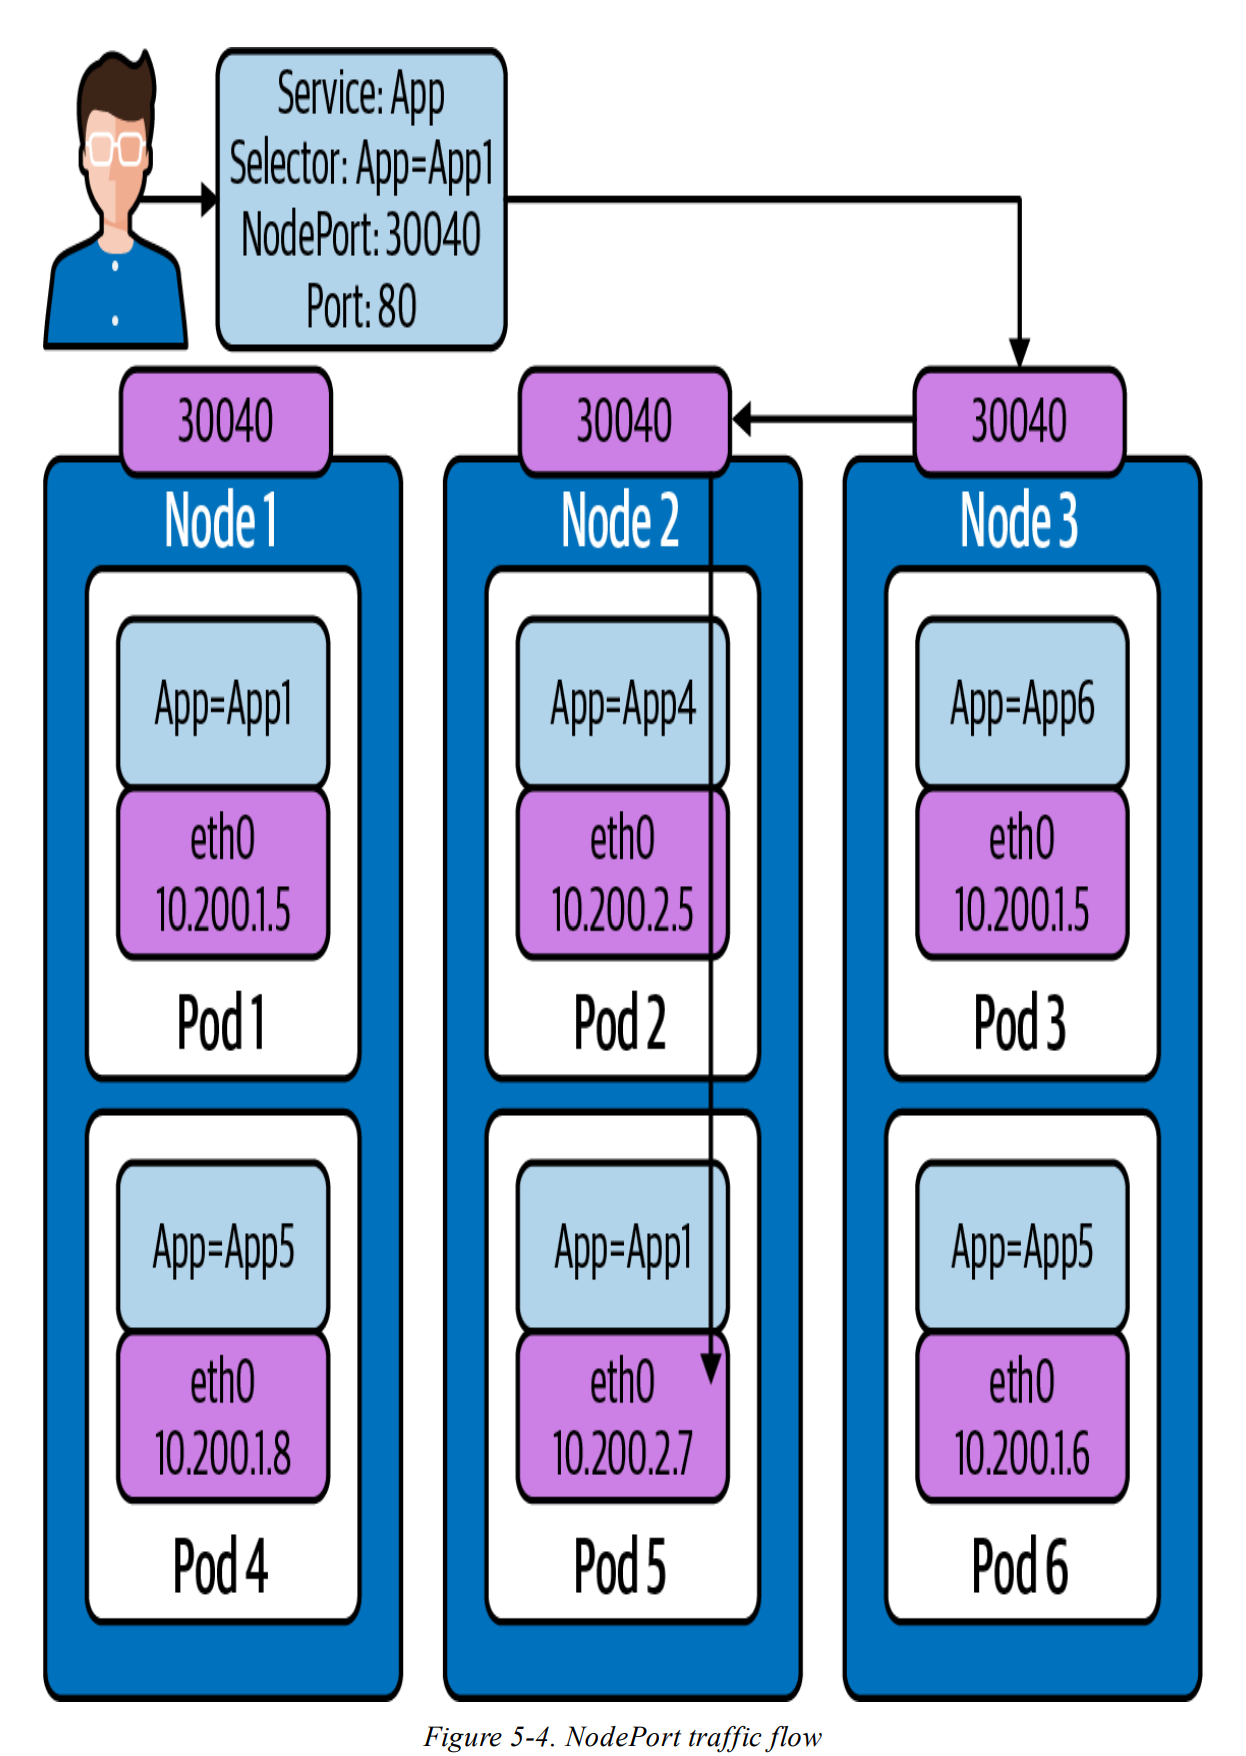 Service: App
Selector: App=App1
NodePort: 30040
Port: 80
30040
30040
30040
Node 1
Node 2
Node 3
App=App1
App=App4
App=App6
eth0
10.200.1.5
eth0
10.200.2.5
eth0
10.200.1.5
Pod 1
Pod 2
Pod 3
App=App5
App=App1
App=App5
eth0
10.200.1.8
eth0
10.200.2.7
eth0
10.200.1.6
Pod 4
Pod 5
Pod 6
Figure 5-4. NodePort traffic flow